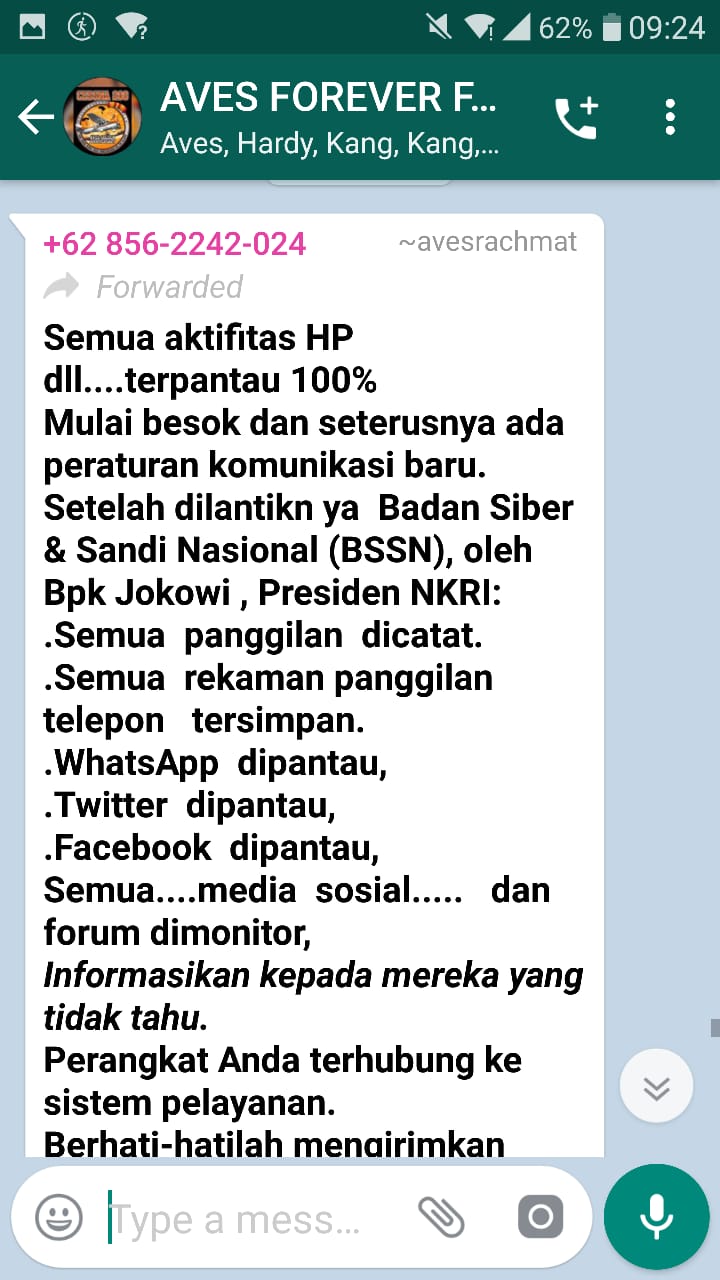 62% 09:24
AVES FOREVER F...
Aves, Hardy, Kang, Kang,...
+62 856-2242-024 ~avesrachmat
Forwarded
Semua aktifitas HP
dll....terpantau 100%
Mulai besok dan seterusnya ada
peraturan komunikasi baru.
Setelah dilantikn ya Badan Siber
& Sandi Nasional (BSSN), oleh
Bpk Jokowi , Presiden NKRI:
.Semua panggilan dicatat.
.Semua rekaman panggilan
telepon tersimpan.
.WhatsApp dipantau,
.Twitter dipantau,
.Facebook dipantau,
Semua....media sosial..... dan
forum dimonitor,
Informasikan kepada mereka yang
tidak tahu.
Perangkat Anda terhubung ke
sistem pelayanan.
Berhati-hatilah mengirimkan
Type a mess...